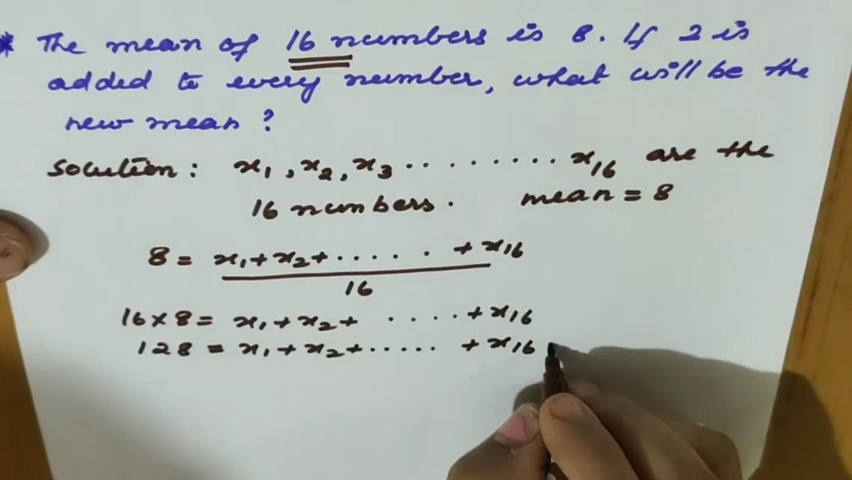 * The mean of 16 numbers is 8. If 2 is
added to every number, what will be the
new mean ?
Solution : x₁, x₂, x₃ .......... x₁₆ are the
16 numbers. mean = 8
8 = x₁+x₂+ ...... +x₁₆
16
16×8 = x₁+x₂+ ..... +x₁₆
128 = x₁+x₂+..... +x₁₆